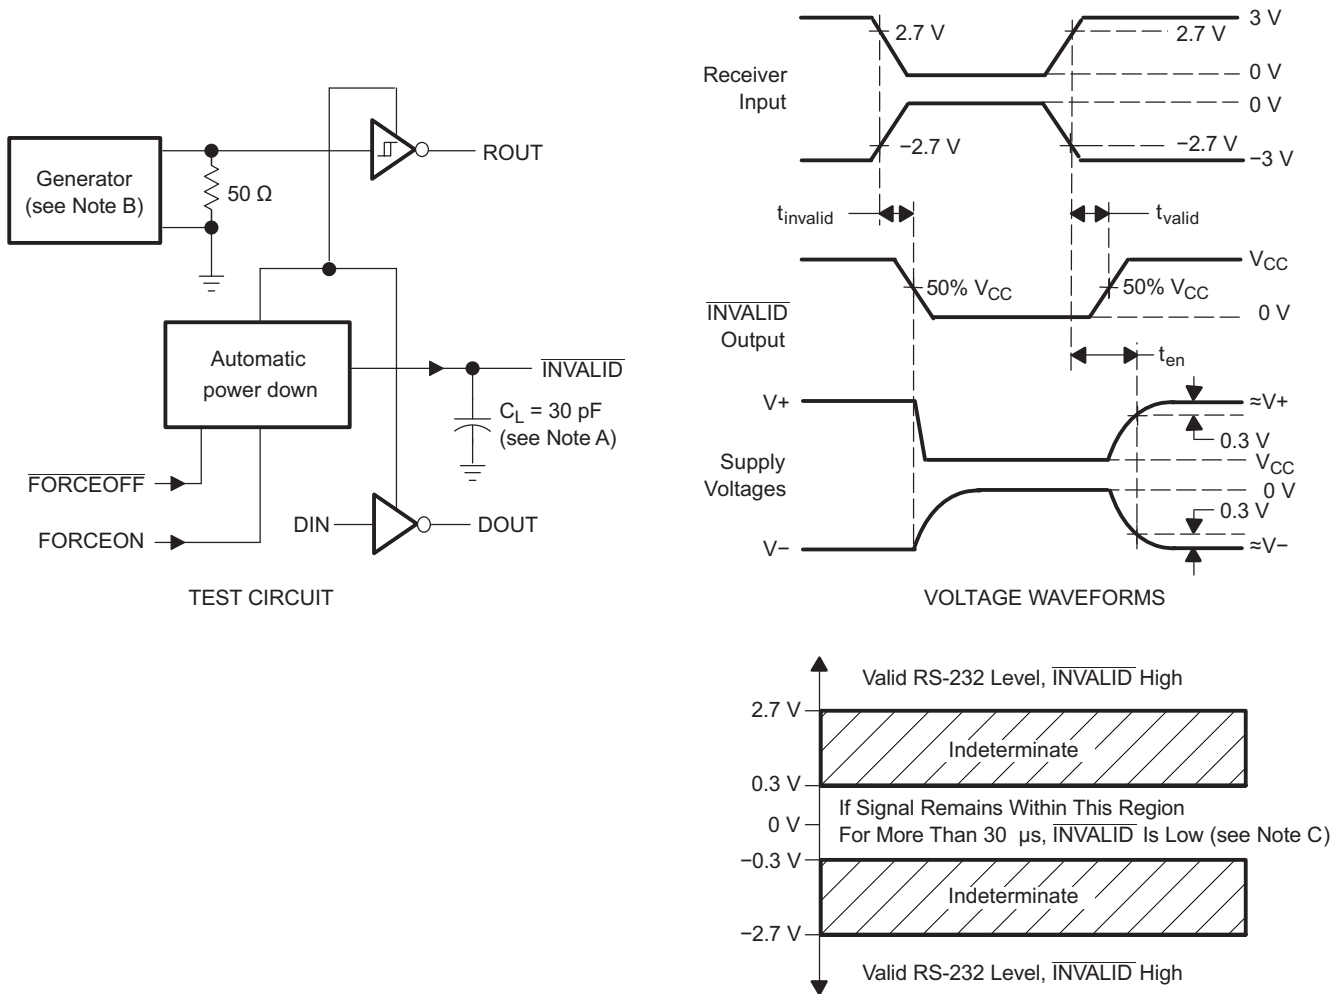 Generator
(see Note B)
50 Ω
ROUT
Automatic
power down
INVALID
C_L = 30 pF
(see Note A)
FORCEOFF
FORCEON
DIN
DOUT
TEST CIRCUIT
Receiver
Input
2.7 V
2.7 V
3 V
0 V
0 V
−2.7 V
−2.7 V
−3 V
t_invalid
t_valid
INVALID
Output
50% V_CC
50% V_CC
V_CC
0 V
t_en
Supply
Voltages
V+
≈V+
0.3 V
V_CC
0 V
0.3 V
V−
≈V−
VOLTAGE WAVEFORMS
Valid RS-232 Level, INVALID High
2.7 V
Indeterminate
0.3 V
If Signal Remains Within This Region
0 V
For More Than 30 µs, INVALID Is Low (see Note C)
−0.3 V
Indeterminate
−2.7 V
Valid RS-232 Level, INVALID High